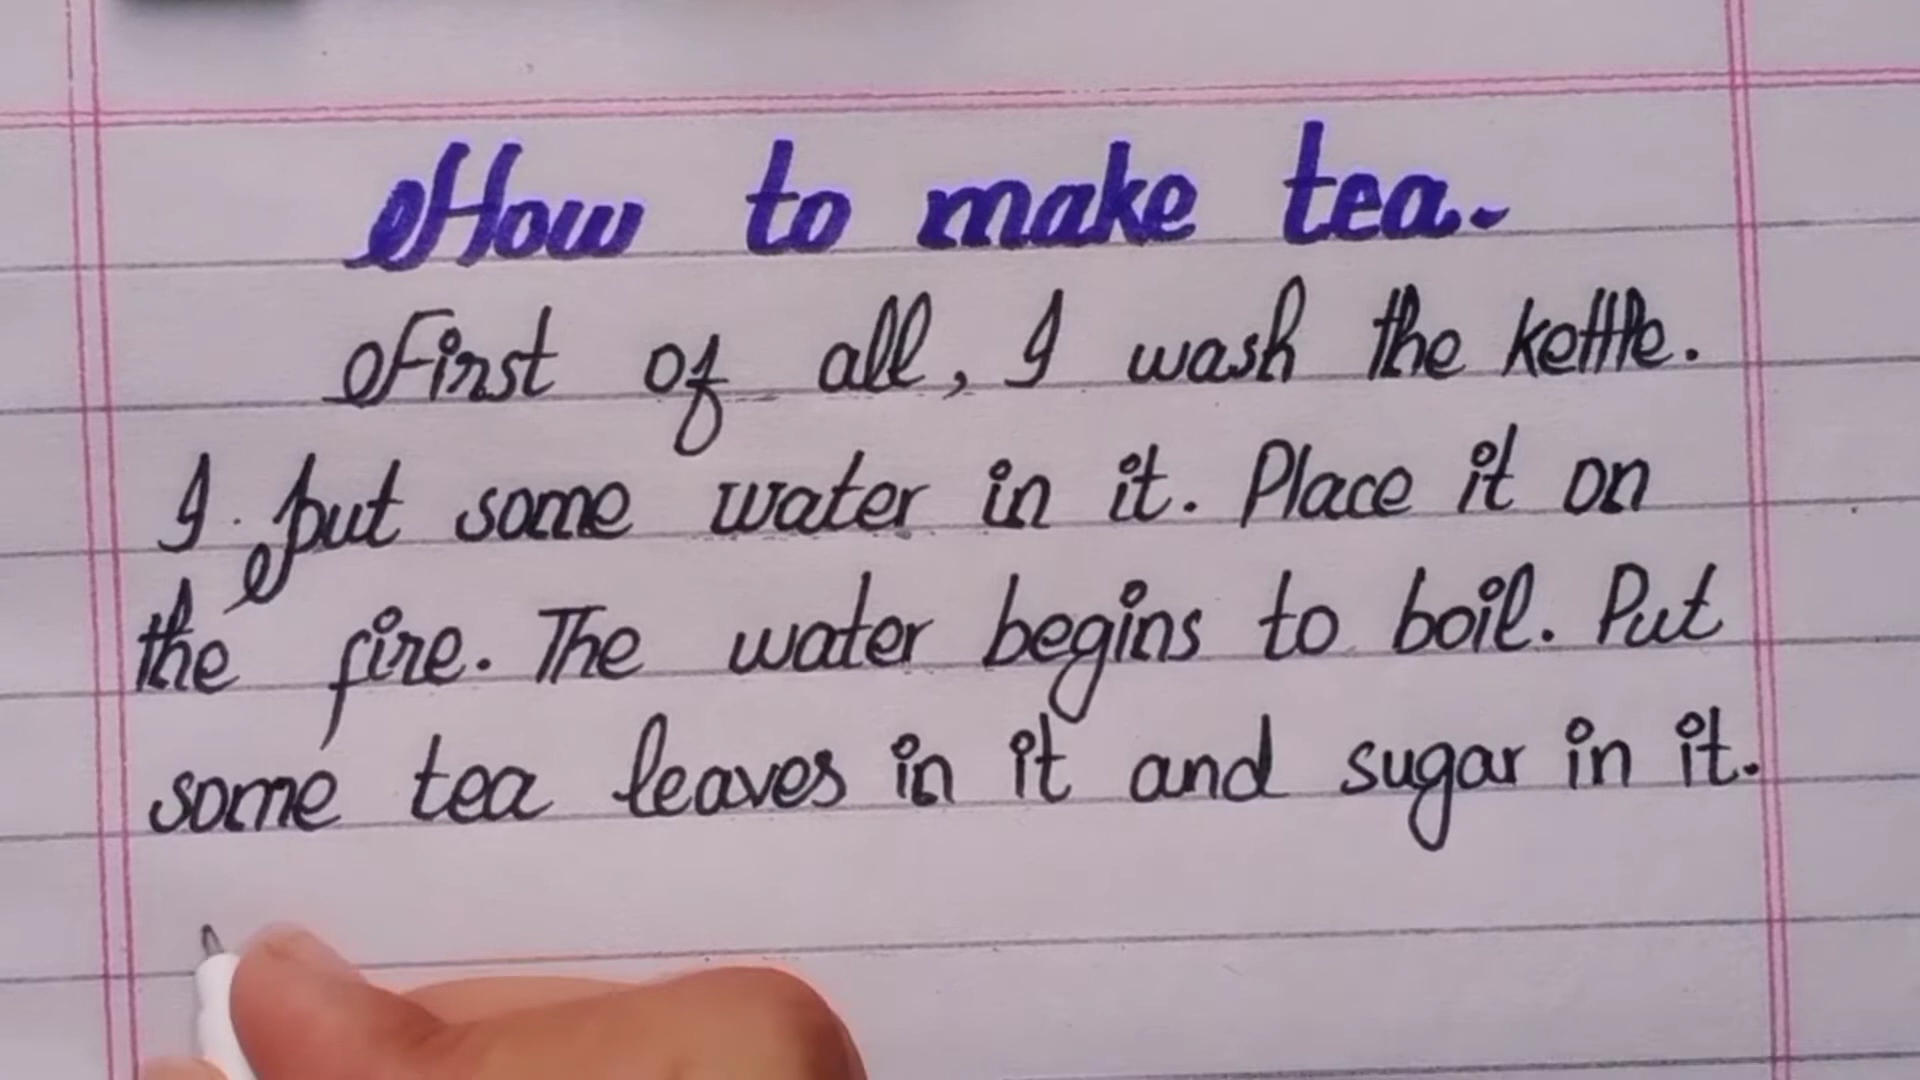 How to make tea.
First of all, I wash the kettle.
I put some water in it. Place it on
the fire. The water begins to boil. Put
some tea leaves in it and sugar in it.